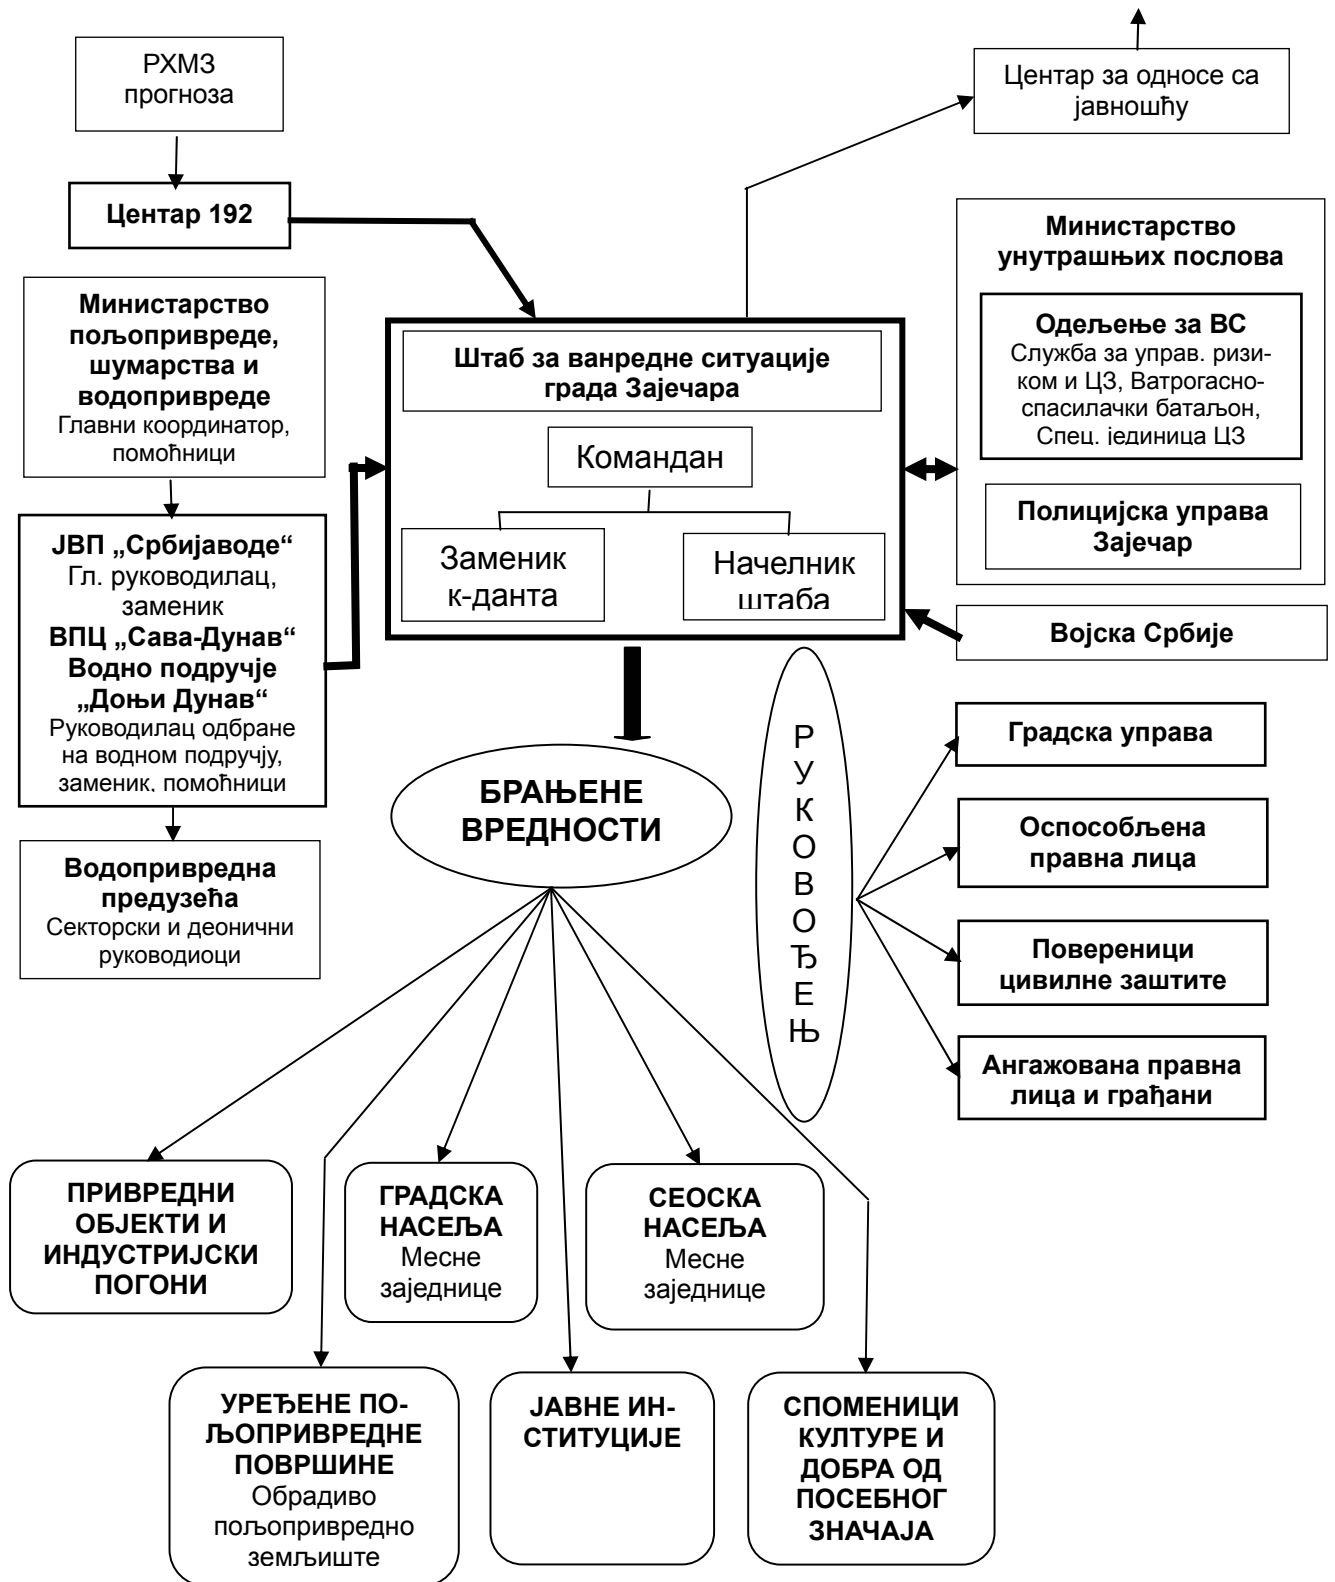 РХМЗ
прогноза
Центар за односе са
јавношћу
Центар 192
Министарство
унутрашњих послова
Одељење за ВС
Служба за управ. ризи-
ком и ЦЗ, Ватрогасно-
спасилачки батаљон,
Спец. јединица ЦЗ
Полицијска управа
Зајечар
Министарство
пољопривреде,
шумарства и
водопривреде
Главни координатор,
помоћници
Штаб за ванредне ситуације
града Зајечара
Командан
Заменик
к-данта
Начелник
штаба
ЈВП „Србијаводе“
Гл. руководилац,
заменик
ВПЦ „Сава-Дунав“
Водно подручје
„Доњи Дунав“
Руководилац одбране
на водном подручју,
заменик, помоћници
Војска Србије
Водопривредна
предузећа
Секторски и деонични
руководиоци
БРАЊЕНЕ
ВРЕДНОСТИ
Р
У
К
О
В
О
Ђ
Е
Њ
Градска управа
Оспособљена
правна лица
Повереници
цивилне заштите
Ангажована правна
лица и грађани
ПРИВРЕДНИ
ОБЈЕКТИ И
ИНДУСТРИЈСКИ
ПОГОНИ
ГРАДСКА
НАСЕЉА
Месне
заједнице
СЕОСКА
НАСЕЉА
Месне
заједнице
УРЕЂЕНЕ ПО-
ЉОПРИВРЕДНЕ
ПОВРШИНЕ
Обрадиво
пољопривредно
земљиште
ЈАВНЕ ИН-
СТИТУЦИЈЕ
СПОМЕНИЦИ
КУЛТУРЕ И
ДОБРА ОД
ПОСЕБНОГ
ЗНАЧАЈА